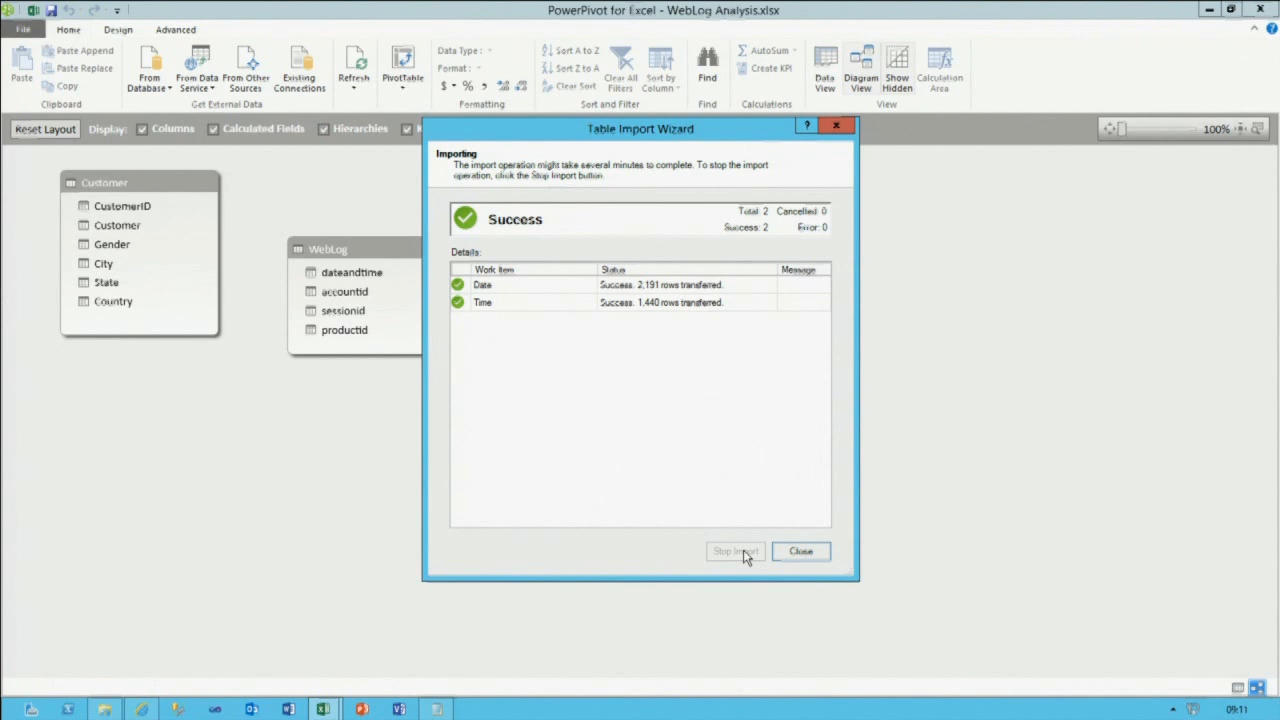 PowerPivot for Excel - WebLog Analysis.xlsx
File Home Design Advanced
Paste
Paste Append
Paste Replace
Copy
Clipboard
From Database
From Data Service
From Other Sources
Existing Connections
Get External Data
Refresh
PivotTable
Data Type :
Format :
$ % ,
Formatting
Sort A to Z
Sort Z to A
Clear Sort
Clear All Filters
Sort by Column
Sort and Filter
Find
Find
AutoSum
Create KPI
Calculations
Data View
Diagram View
Show Hidden
Calculation Area
View
Reset Layout Display: Columns Calculated Fields Hierarchies K
100%
Customer
CustomerID
Customer
Gender
City
State
Country
WebLog
dateandtime
accountid
sessionid
productid
Table Import Wizard
Importing
The import operation might take several minutes to complete. To stop the import
operation, click the Stop Import button.
Success
Total: 2 Cancelled: 0
Success: 2 Error: 0
Details:
Work Item Status Message
Date Success. 2,191 rows transferred.
Time Success. 1,440 rows transferred.
Stop Import Close
09:11